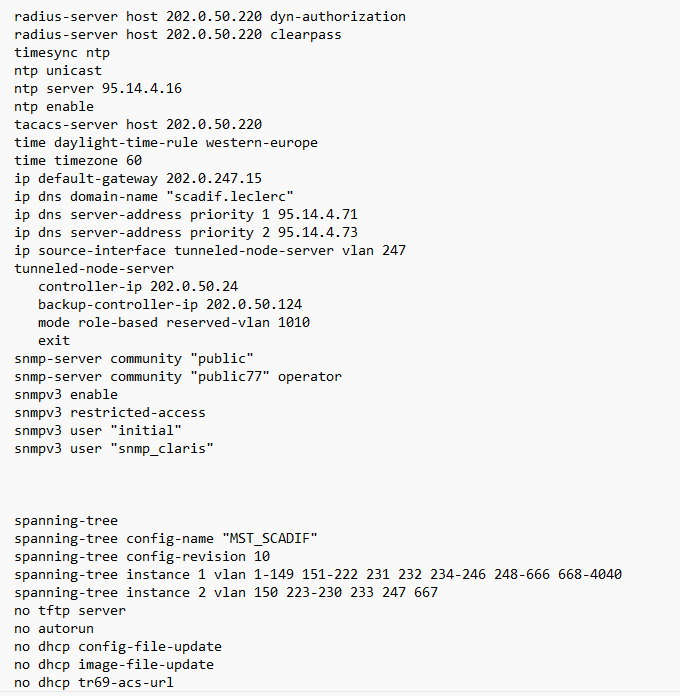 radius-server host 202.0.50.220 dyn-authorization
radius-server host 202.0.50.220 clearpass
timesync ntp
ntp unicast
ntp server 95.14.4.16
ntp enable
tacacs-server host 202.0.50.220
time daylight-time-rule western-europe
time timezone 60
ip default-gateway 202.0.247.15
ip dns domain-name "scadif.leclerc"
ip dns server-address priority 1 95.14.4.71
ip dns server-address priority 2 95.14.4.73
ip source-interface tunneled-node-server vlan 247
tunneled-node-server
   controller-ip 202.0.50.24
   backup-controller-ip 202.0.50.124
   mode role-based reserved-vlan 1010
   exit
snmp-server community "public"
snmp-server community "public77" operator
snmpv3 enable
snmpv3 restricted-access
snmpv3 user "initial"
snmpv3 user "snmp_claris"
spanning-tree
spanning-tree config-name "MST_SCADIF"
spanning-tree config-revision 10
spanning-tree instance 1 vlan 1-149 151-222 231 232 234-246 248-666 668-4040
spanning-tree instance 2 vlan 150 223-230 233 247 667
no tftp server
no autorun
no dhcp config-file-update
no dhcp image-file-update
no dhcp tr69-acs-url